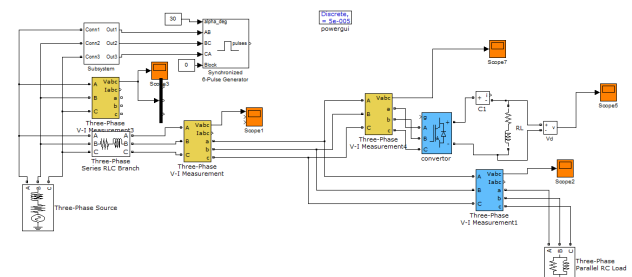 Discrete,
= 5e-005
powergui
30
alpha_deg
AB
BC
CA
Block
pulses
Synchronized
6-Pulse Generator
0
Conn1 Out1
Conn2 Out2
Conn3 Out3
Subsystem
Scope3
Vabc
Iabc
A
B
C
a
b
c
Three-Phase
V-I Measurement3
A A
B B
C C
Three-Phase
Series RLC Branch
A B C
Three-Phase Source
Scope1
Vabc
Iabc
A
B
C
a
b
c
Three-Phase
V-I Measurement
Scope7
Vabc
Iabc
A
B
C
a
b
c
Three-Phase
g
A
B
C
convertor
C1
RL
Vd
Scope6
Vabc
Iabc
A
B
C
a
b
c
Three-Phase
V-I Measurement1
Scope2
A B C
Three-Phase
Parallel RC Load